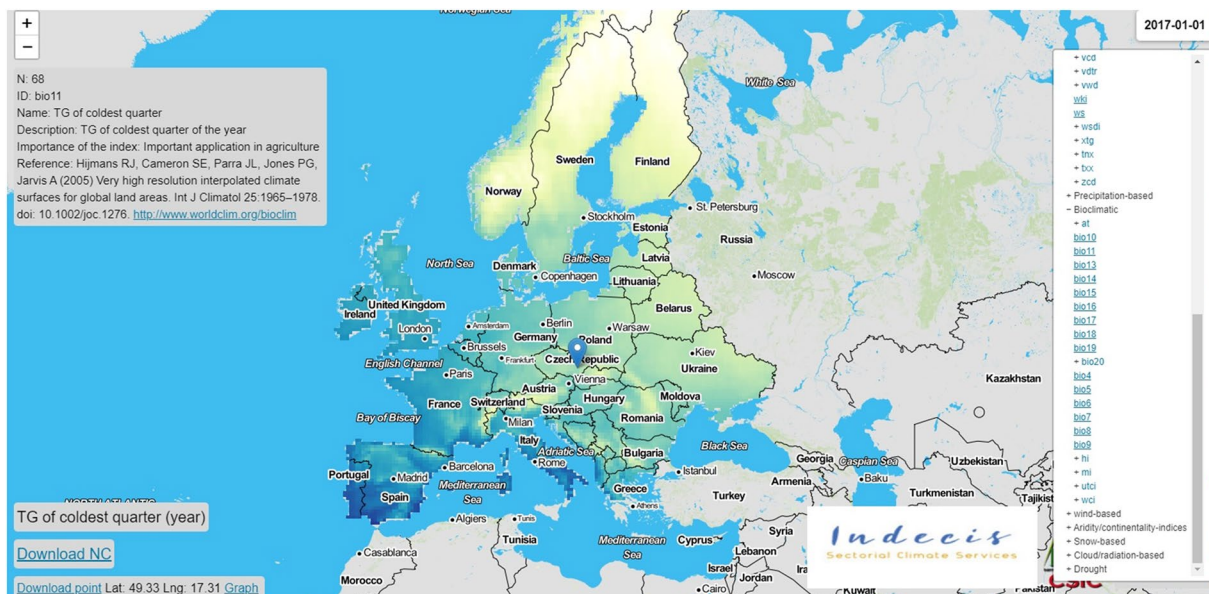 Norwegian Sea
+
−
2017-01-01
N: 68
ID: bio11
Name: TG of coldest quarter
Description: TG of coldest quarter of the year
Importance of the index: Important application in agriculture
Reference: Hijmans RJ, Cameron SE, Parra JL, Jones PG,
Jarvis A (2005) Very high resolution interpolated climate
surfaces for global land areas. Int J Climatol 25:1965–1978.
doi: 10.1002/joc.1276. http://www.worldclim.org/bioclim
White Sea
Sweden
Finland
Norway
Stockholm
St. Petersburg
Estonia
Russia
North Sea
Baltic Sea
Latvia
Denmark
Copenhagen
Moscow
Lithuania
United Kingdom
Ireland
Belarus
London
Amsterdam
Berlin
Warsaw
Germany
Poland
Brussels
English Channel
Frankfurt
Czech Republic
Kiev
Ukraine
Paris
Vienna
Kazakhstan
Austria
Hungary
Moldova
France
Switzerland
Slovenia
Romania
Bay of Biscay
Milan
Italy
Adriatic Sea
Bulgaria
Black Sea
Georgia
Caspian Sea
Uzbekistan
Portugal
Barcelona
Rome
Istanbul
Armenia
Baku
Madrid
Mediterranean
Sea
Spain
Greece
Turkey
Turkmenistan
Tajikist
NORTH ATLANTIC
Athens
Algiers
Tunis
Mediterranean
Sea
Cyprus
Syria
Tunisia
Lebanon
Casablanca
Israel
Ira
Morocco
Jordan
Cairo
Kuwait
Pakistan
TG of coldest quarter (year)
Download NC
Download point Lat: 49.33 Lng: 17.31 Graph
Indecis
Sectorial Climate Services
CSIC
+ vcd
+ vdtr
+ vwd
wki
ws
+ wsdi
+ xtg
+ tnx
+ txx
+ zcd
+ Precipitation-based
− Bioclimatic
+ at
bio10
bio11
bio13
bio14
bio15
bio16
bio17
bio18
bio19
+ bio20
bio4
bio5
bio6
bio7
bio8
bio9
+ hi
+ mi
+ utci
+ wci
+ wind-based
+ Aridity/continentality-indices
+ Snow-based
+ Cloud/radiation-based
+ Drought